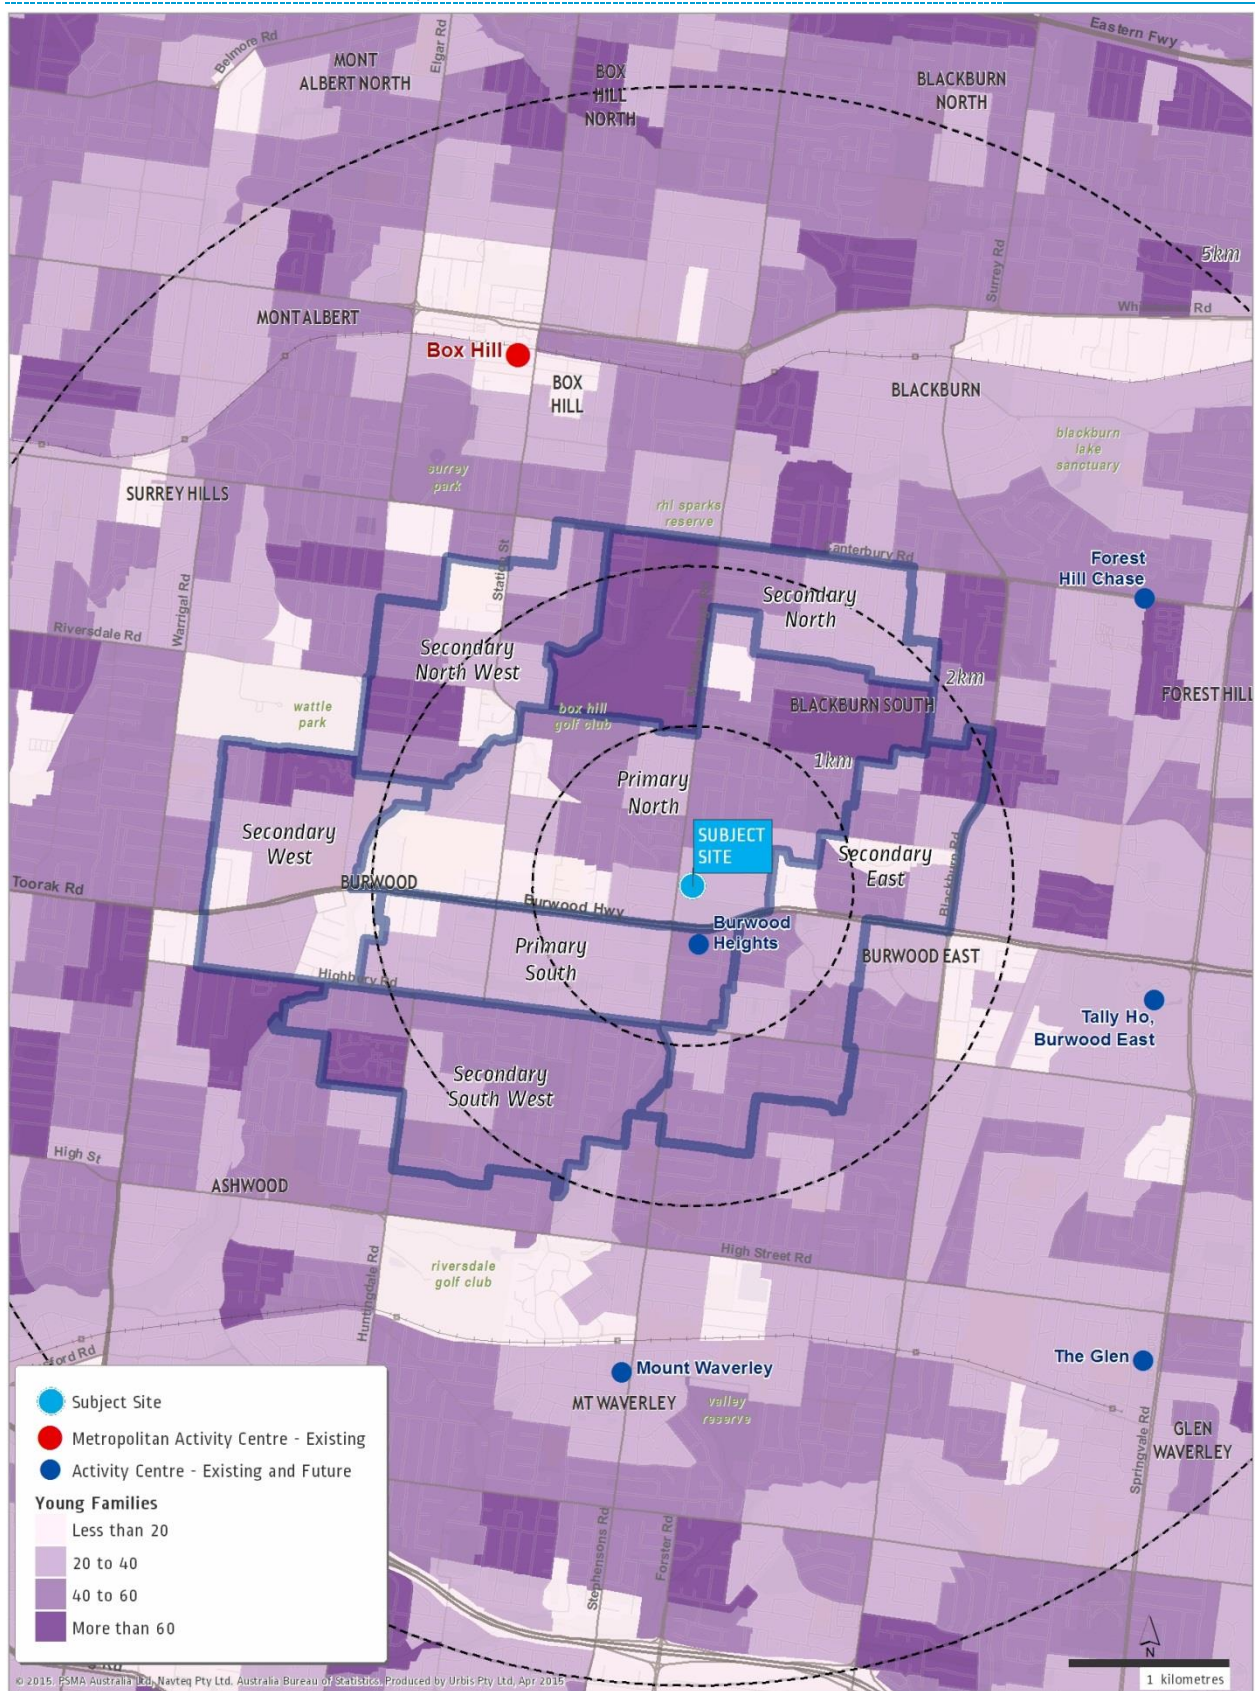 Eastern Fwy
Belmore Rd
Elgar Rd
MONT
ALBERT NORTH
BOX
HILL
NORTH
BLACKBURN
NORTH
5km
Surrey Rd
MONT ALBERT
Box Hill
BOX
HILL
BLACKBURN
blackburn
lake
sanctuary
surrey
park
SURREY HILLS
rhl sparks
reserve
Canterbury Rd
Forest
Hill Chase
Station St
Warrigal Rd
Riversdale Rd
Secondary
North
Secondary
North West
2km
FOREST HILL
wattle
park
box hill
golf club
BLACKBURN SOUTH
1km
Primary
North
SUBJECT
SITE
Secondary
West
Secondary
East
Blackburn Rd
Toorak Rd
BURWOOD
Burwood Hwy
Burwood
Heights
Primary
South
BURWOOD EAST
Highbury Rd
Tally Ho,
Burwood East
Secondary
South West
High St
ASHWOOD
High Street Rd
riversdale
golf club
Huntingdale Rd
The Glen
Mount Waverley
MT WAVERLEY
valley
reserve
GLEN
WAVERLEY
Springvale Rd
Stephensons Rd
Forster Rd
Subject Site
Metropolitan Activity Centre - Existing
Activity Centre - Existing and Future
Young Families
Less than 20
20 to 40
40 to 60
More than 60
N
1 kilometres
© 2015. PSMA Australia Ltd, Navteq Pty Ltd. Australia Bureau of Statistics. Produced by Urbis Pty Ltd, Apr 2015